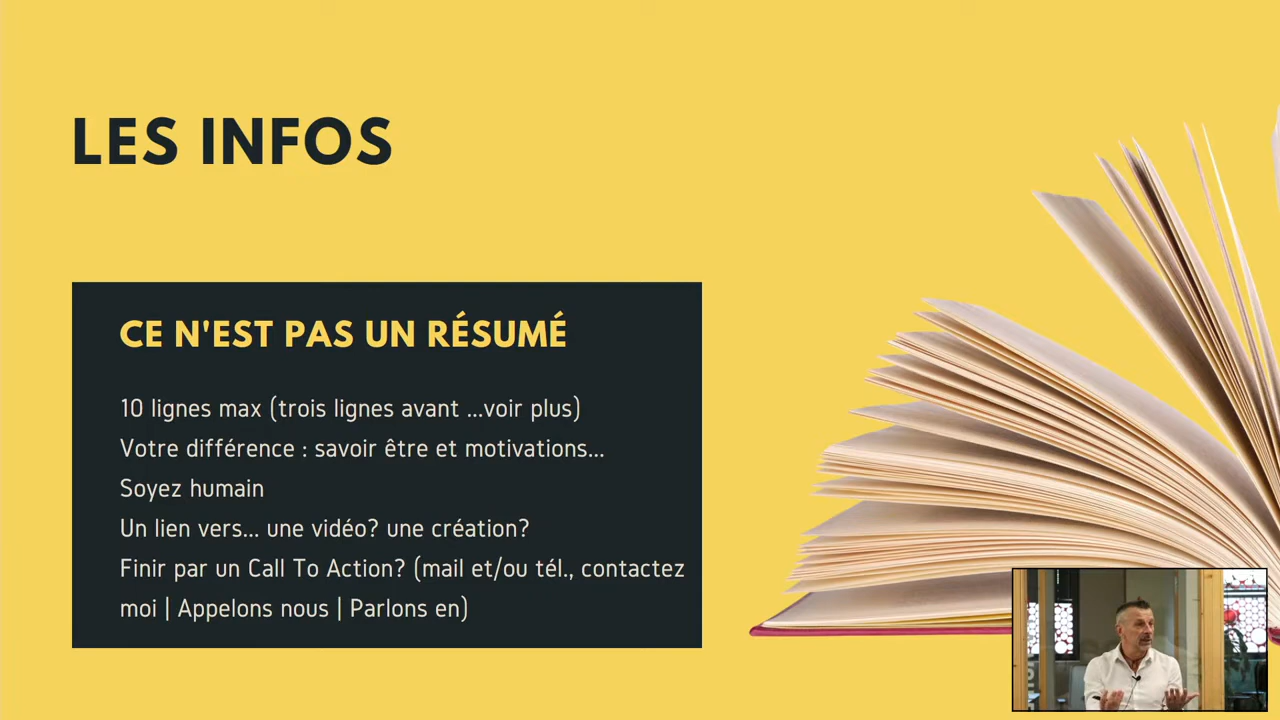 LES INFOS
CE N'EST PAS UN RÉSUMÉ
10 lignes max (trois lignes avant ...voir plus)
Votre différence : savoir être et motivations...
Soyez humain
Un lien vers... une vidéo? une création?
Finir par un Call To Action? (mail et/ou tél., contactez
moi | Appelons nous | Parlons en)